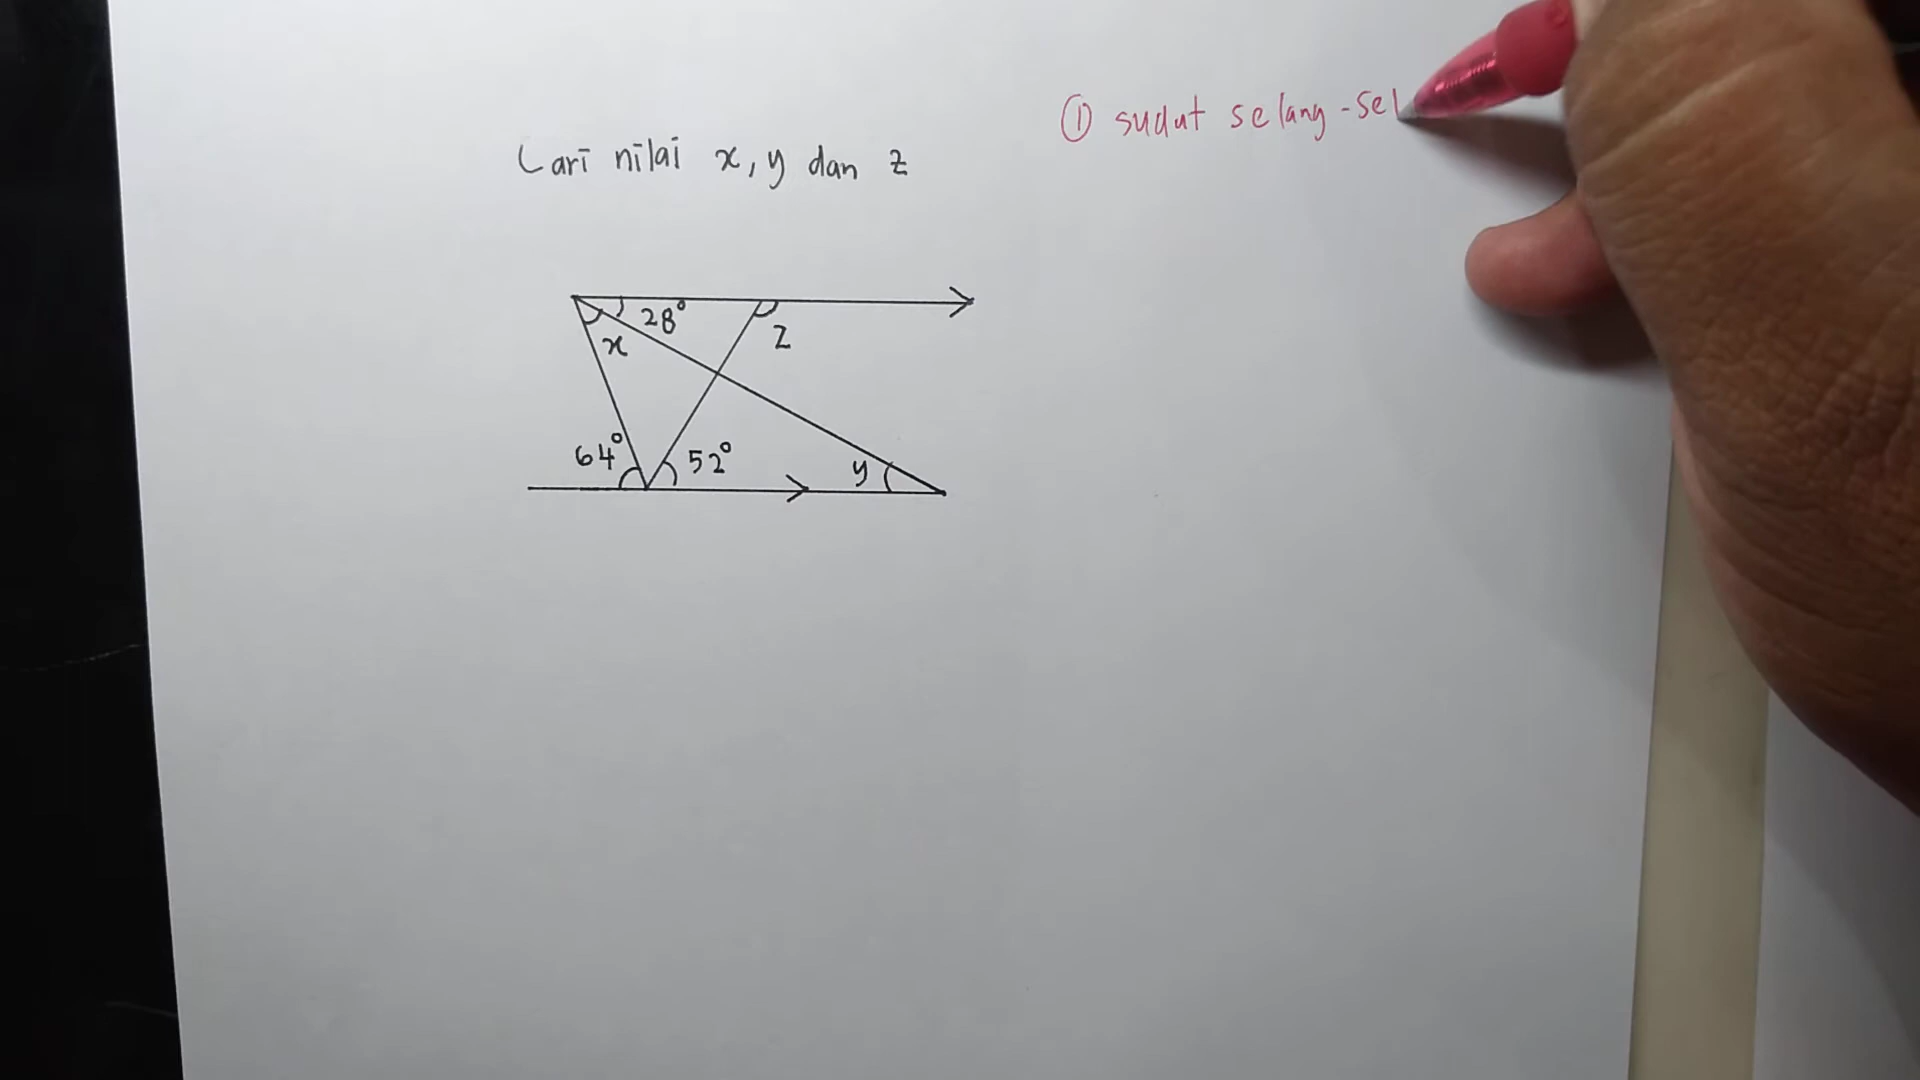 ① sudut selang-sel
Cari nilai x, y dan z
28°
x
z
64°
52°
y